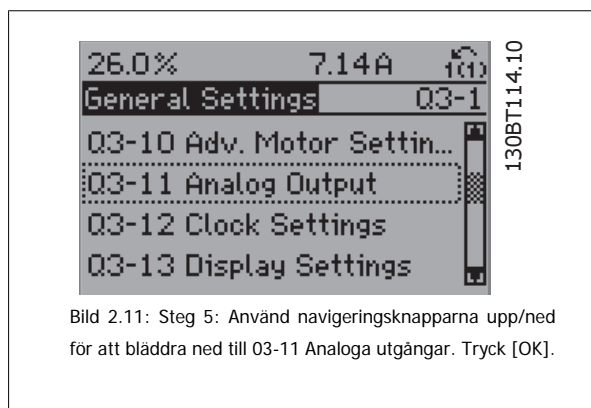 26.0% 7.14A 1(1)
General Settings Q3-1
Q3-10 Adv. Motor Settin...
Q3-11 Analog Output
Q3-12 Clock Settings
Q3-13 Display Settings
130BT114.10
Bild 2.11: Steg 5: Använd navigeringsknapparna upp/ned
för att bläddra ned till 03-11 Analoga utgångar. Tryck [OK].